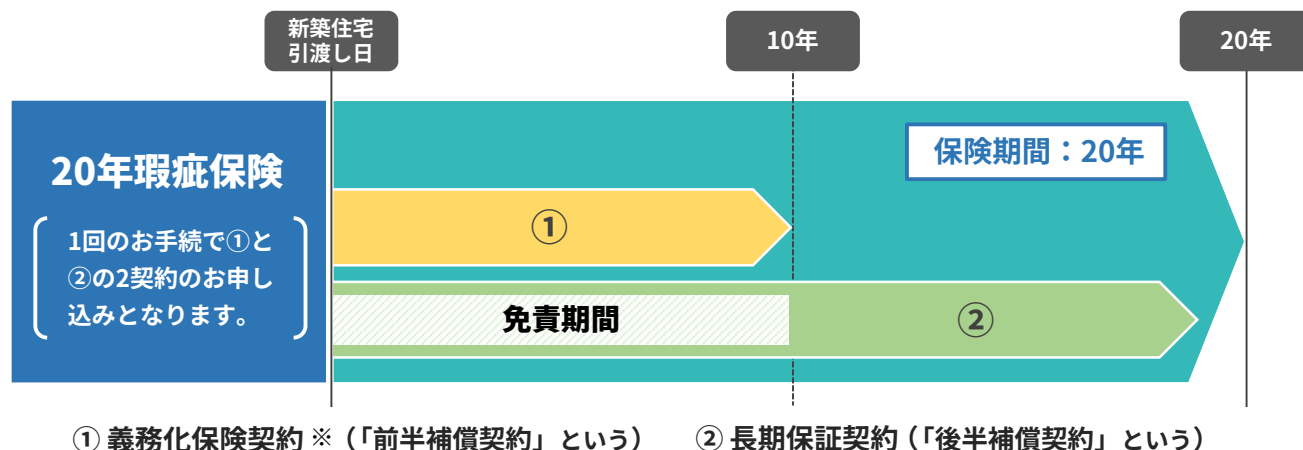 新築住宅
引渡し日
10年
20年
20年瑕疵保険
1回のお手続で①と
②の2契約のお申し
込みとなります。
保険期間：20年
①
免責期間
②
① 義務化保険契約 ※（「前半補償契約」という）
② 長期保証契約（「後半補償契約」という）